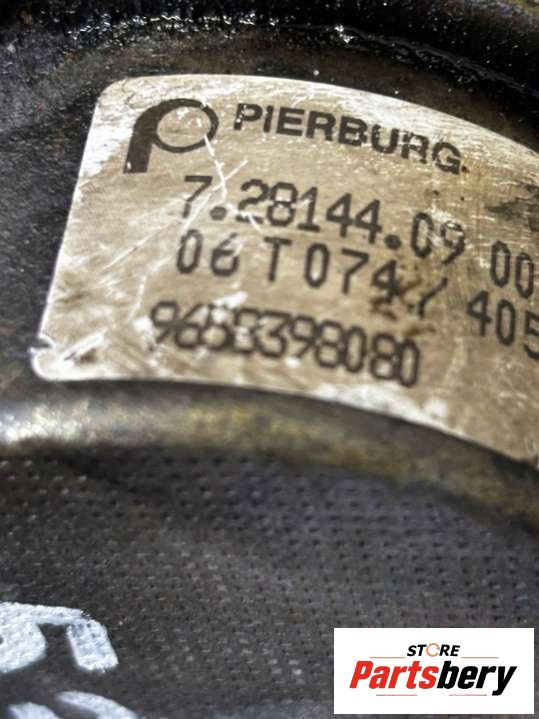 PIERBURG
7.28144.09 00
06 T 074 / 405
9658398080
STORE
Partsbery